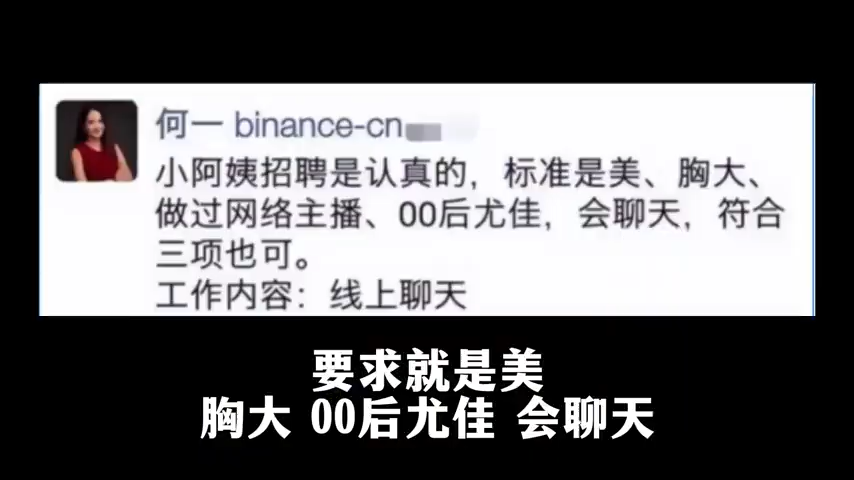 何一 binance-cn
小阿姨招聘是认真的，标准是美、胸大、
做过网络主播、00后尤佳，会聊天，符合
三项也可。
工作内容：线上聊天
要求就是美
胸大 00后尤佳 会聊天